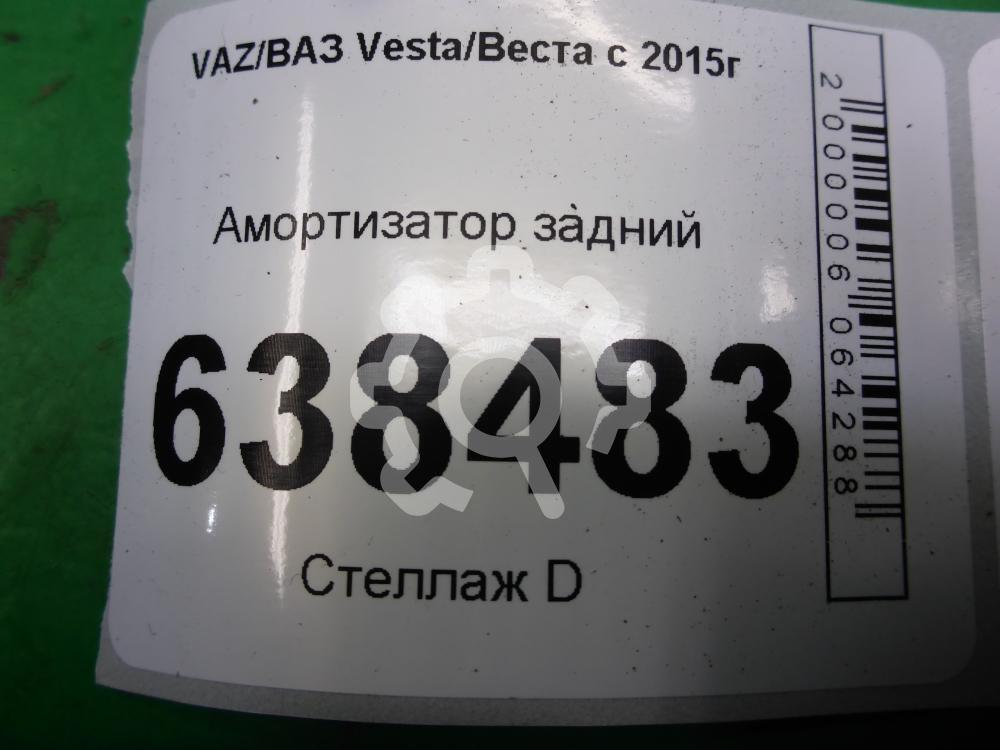 VAZ/ВАЗ Vesta/Веста с 2015г
Амортизатор задний
638483
Стеллаж D
2000006064288